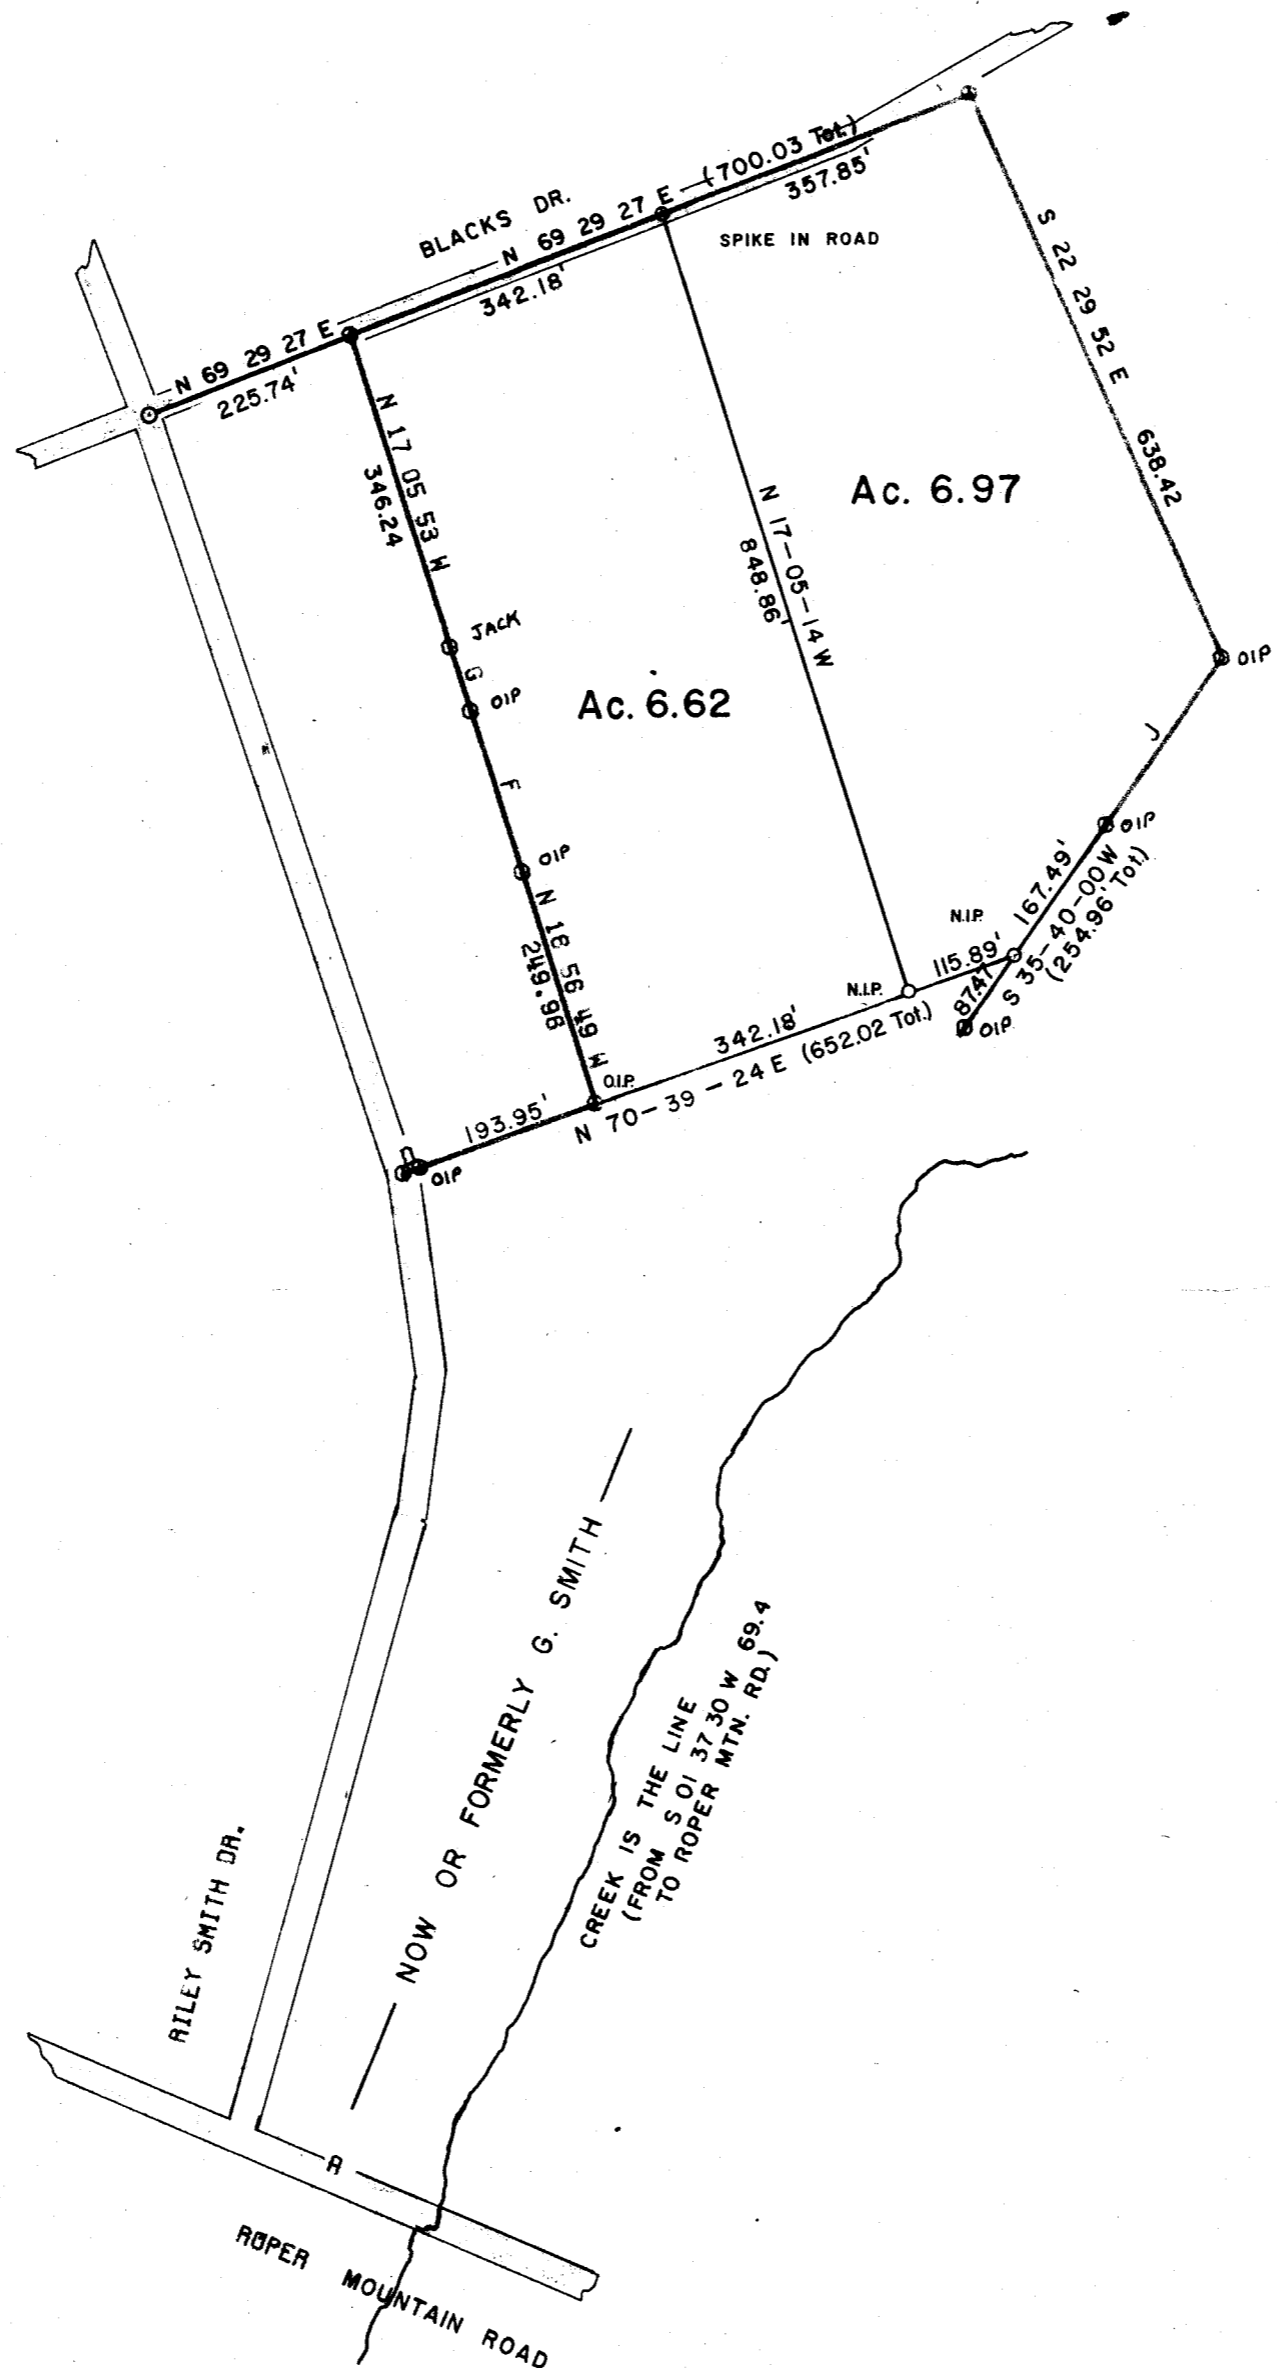 (700.03 Tot.)
357.85'
BLACKS DR.
N 69 29 27 E
342.18'
SPIKE IN ROAD
S 22 29 52 E 638.42
N 69 29 27 E
225.74'
N 17 05 53 W
346.24
N 17-05-14 W
848.86'
Ac. 6.97
JACK
G
OIP
Ac. 6.62
OIP
J
F
OIP
OIP
167.49'
S 35-40-00 W
(254.96' Tot.)
N 16 56 49 W
249.98
N.I.P.
115.89'
87.47
N.I.P.
OIP
342.18'
O.I.P.
N 70-39-24 E (652.02 Tot.)
193.95'
OIP
NOW OR FORMERLY G. SMITH
CREEK IS THE LINE
(FROM S 01 37 30 W 69.4
TO ROPER MTN. RD.)
RILEY SMITH DR.
A
ROPER MOUNTAIN ROAD